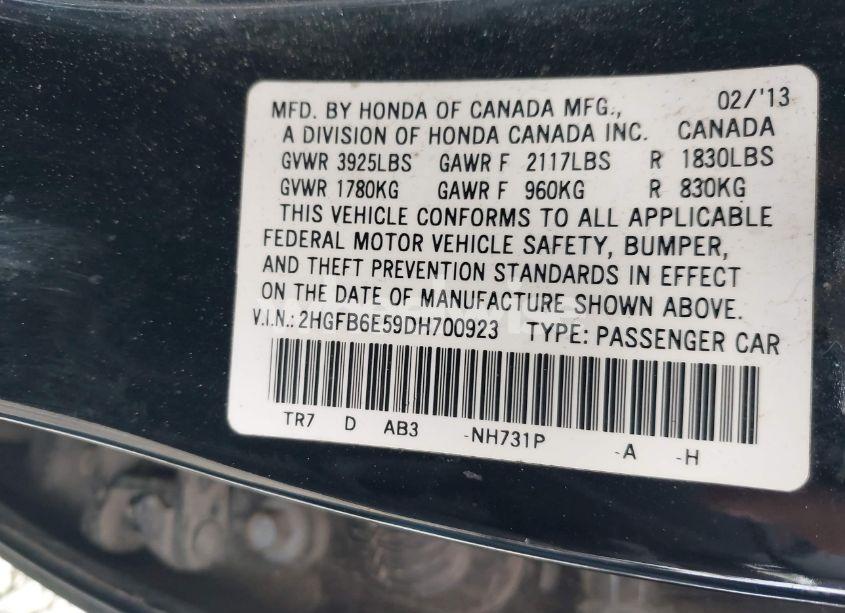 MFD. BY HONDA OF CANADA MFG., 02/'13
A DIVISION OF HONDA CANADA INC. CANADA
GVWR 3925LBS GAWR F 2117LBS R 1830LBS
GVWR 1780KG GAWR F 960KG R 830KG
THIS VEHICLE CONFORMS TO ALL APPLICABLE
FEDERAL MOTOR VEHICLE SAFETY, BUMPER,
AND THEFT PREVENTION STANDARDS IN EFFECT
ON THE DATE OF MANUFACTURE SHOWN ABOVE.
V.I.N.: 2HGFB6E59DH700923 TYPE: PASSENGER CAR
TR7 D AB3 -NH731P -A -H